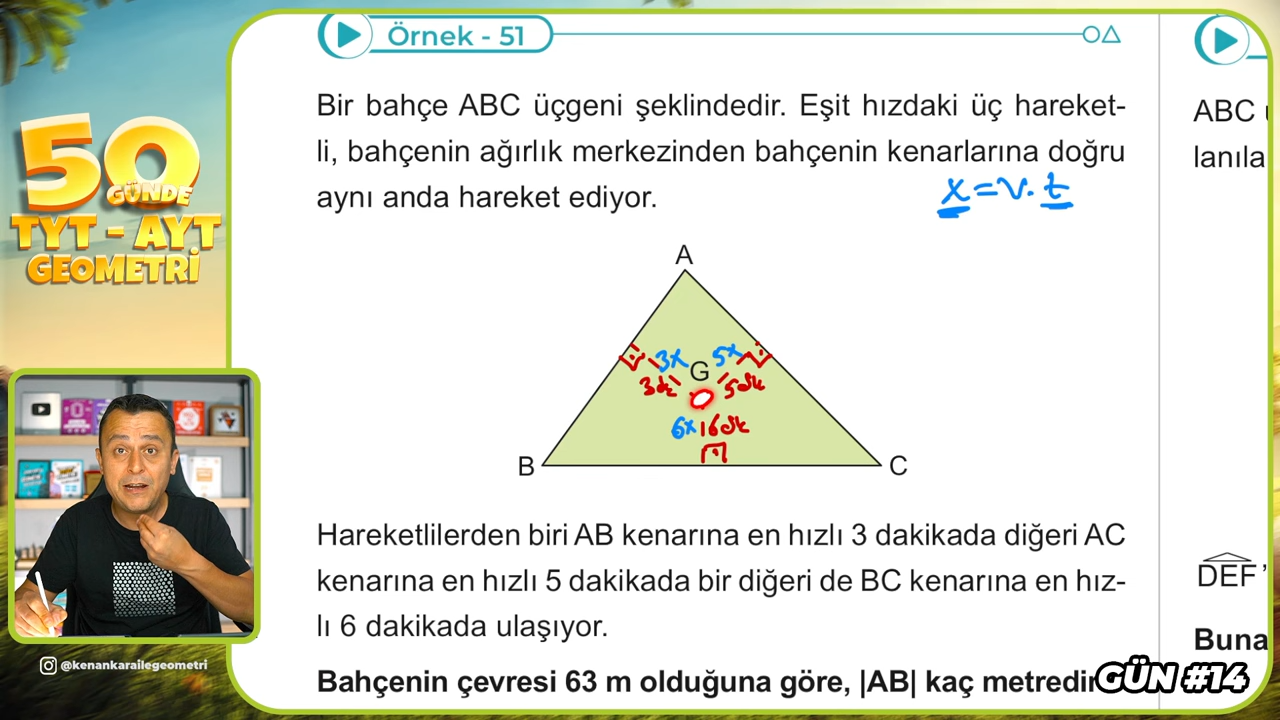 Örnek - 51
Bir bahçe ABC üçgeni şeklindedir. Eşit hızdaki üç hareket-
li, bahçenin ağırlık merkezinden bahçenin kenarlarına doğru
aynı anda hareket ediyor.
x = v . t
A
3x
5x
G
3dk
5dk
6x
16dk
B
C
Hareketlilerden biri AB kenarına en hızlı 3 dakikada diğeri AC
kenarına en hızlı 5 dakikada bir diğeri de BC kenarına en hız-
lı 6 dakikada ulaşıyor.
Bahçenin çevresi 63 m olduğuna göre, |AB| kaç metredir
ABC
lanıla
DEF'
Buna
50
GÜNDE
TYT - AYT
GEOMETRİ
@kenankarailegeometri
GÜN #14